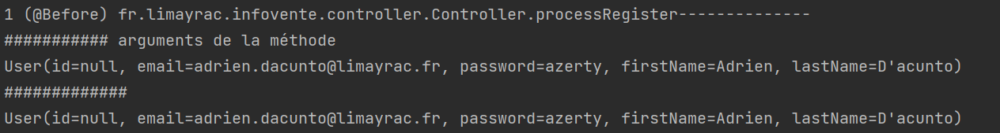 1 (@Before) fr.limayrac.infovente.controller.Controller.processRegister--------------
########### arguments de la méthode
User(id=null, email=adrien.dacunto@limayrac.fr, password=azerty, firstName=Adrien, lastName=D'acunto)
#############
User(id=null, email=adrien.dacunto@limayrac.fr, password=azerty, firstName=Adrien, lastName=D'acunto)